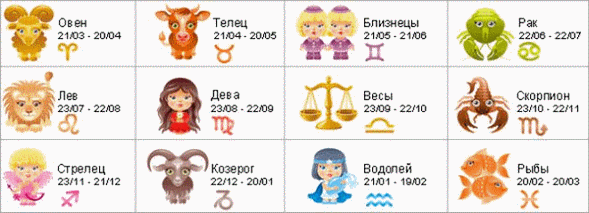 Овен
21/03 - 20/04
Телец
21/04 - 20/05
Близнецы
21/05 - 21/06
Рак
22/06 - 22/07
Лев
23/07 - 22/08
Дева
23/08 - 22/09
Весы
23/09 - 22/10
Скорпион
23/10 - 22/11
Стрелец
23/11 - 21/12
Козерог
22/12 - 20/01
Водолей
21/01 - 19/02
Рыбы
20/02 - 20/03